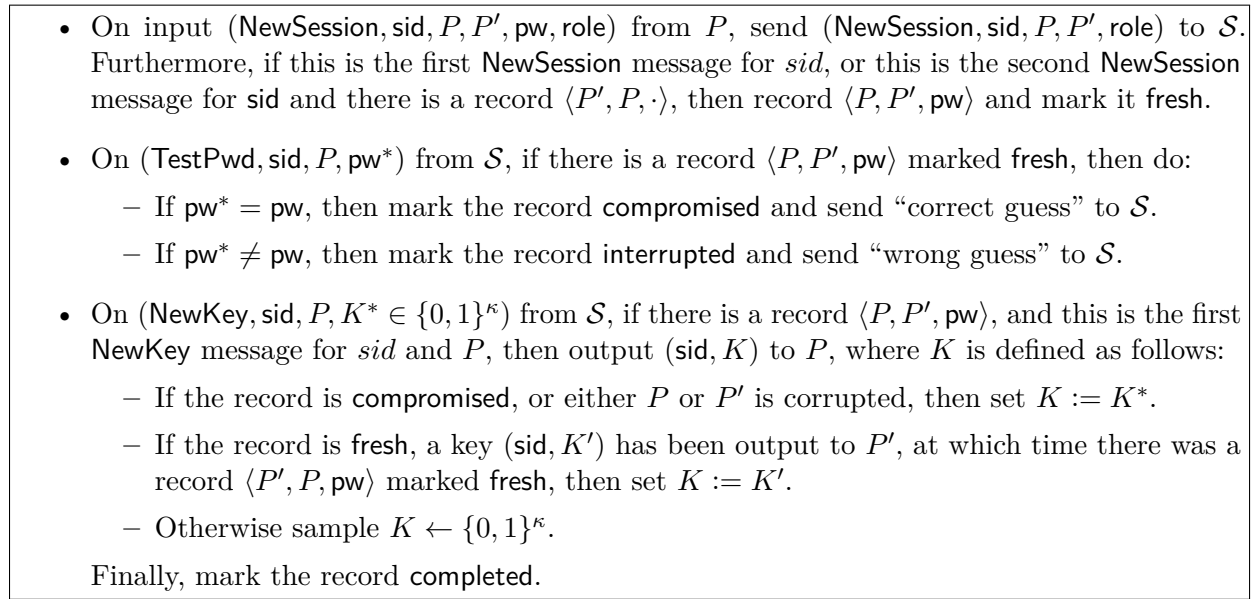 • On input (NewSession, sid, P, P′, pw, role) from P, send (NewSession, sid, P, P′, role) to 𝒮.
Furthermore, if this is the first NewSession message for sid, or this is the second NewSession
message for sid and there is a record ⟨P′, P, ·⟩, then record ⟨P, P′, pw⟩ and mark it fresh.
• On (TestPwd, sid, P, pw*) from 𝒮, if there is a record ⟨P, P′, pw⟩ marked fresh, then do:
– If pw* = pw, then mark the record compromised and send “correct guess” to 𝒮.
– If pw* ≠ pw, then mark the record interrupted and send “wrong guess” to 𝒮.
• On (NewKey, sid, P, K* ∈ {0, 1}^κ) from 𝒮, if there is a record ⟨P, P′, pw⟩, and this is the first
NewKey message for sid and P, then output (sid, K) to P, where K is defined as follows:
– If the record is compromised, or either P or P′ is corrupted, then set K := K*.
– If the record is fresh, a key (sid, K′) has been output to P′, at which time there was a
record ⟨P′, P, pw⟩ marked fresh, then set K := K′.
– Otherwise sample K ← {0, 1}^κ.
Finally, mark the record completed.